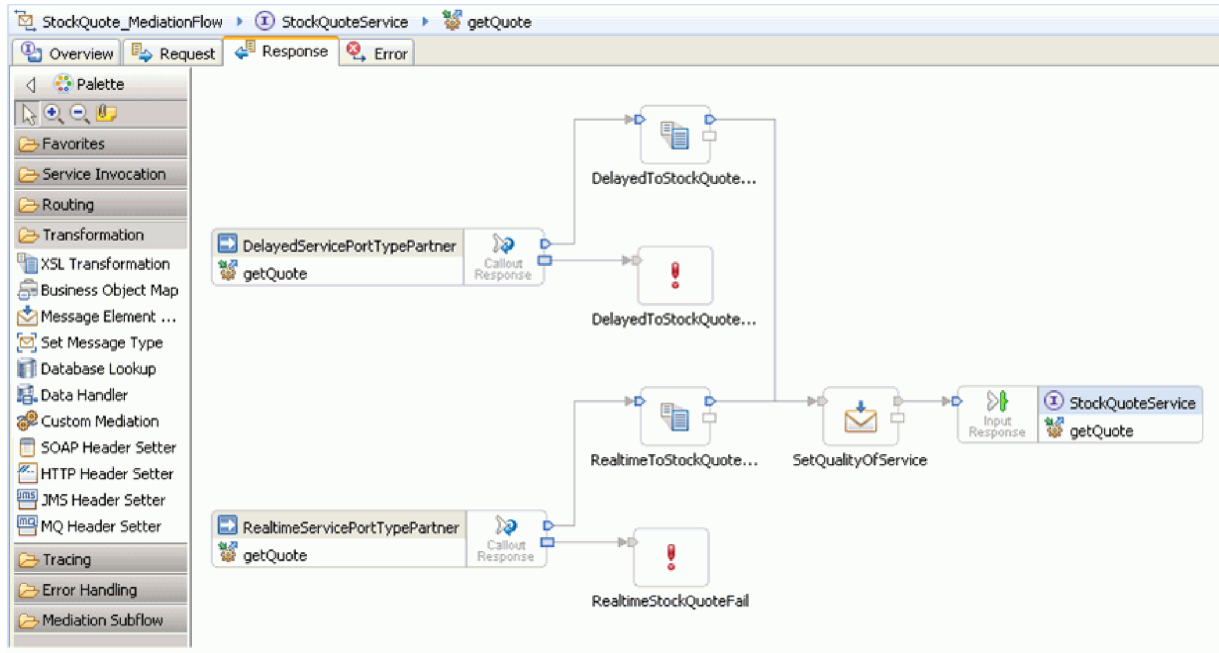 StockQuote_MediationFlow StockQuoteService getQuote
Overview Request Response Error
Palette
Favorites
Service Invocation
Routing
Transformation
XSL Transformation
Business Object Map
Message Element ...
Set Message Type
Database Lookup
Data Handler
Custom Mediation
SOAP Header Setter
HTTP Header Setter
JMS Header Setter
MQ Header Setter
Tracing
Error Handling
Mediation Subflow
DelayedToStockQuote...
DelayedServicePortTypePartner
getQuote
Callout
Response
DelayedToStockQuote...
RealtimeToStockQuote...
SetQualityOfService
Input
Response
StockQuoteService
getQuote
RealtimeServicePortTypePartner
getQuote
Callout
Response
RealtimeStockQuoteFail